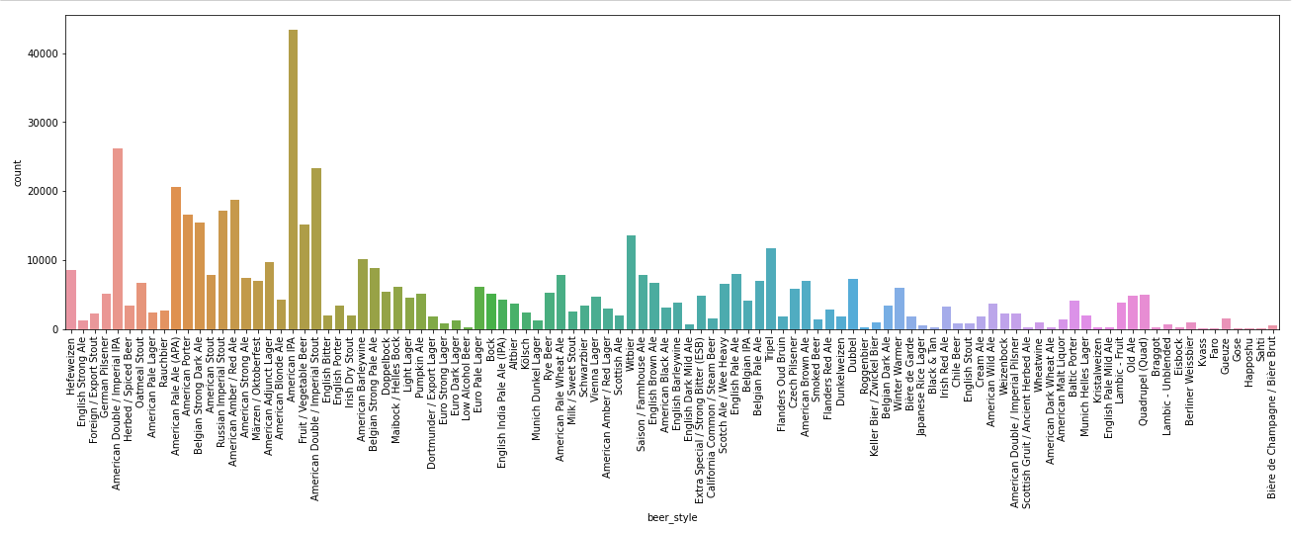 count
40000
30000
20000
10000
0
Hefeweizen
English Strong Ale
Foreign / Export Stout
German Pilsener
American Double / Imperial IPA
Herbed / Spiced Beer
Oatmeal Stout
American Pale Lager
Rauchbier
American Pale Ale (APA)
American Porter
Belgian Strong Dark Ale
American Stout
Russian Imperial Stout
American Amber / Red Ale
American Strong Ale
Märzen / Oktoberfest
American Adjunct Lager
American Blonde Ale
American IPA
Fruit / Vegetable Beer
American Double / Imperial Stout
English Bitter
English Porter
Irish Dry Stout
American Barleywine
Belgian Strong Pale Ale
Doppelbock
Maibock / Helles Bock
Light Lager
Pumpkin Ale
Dortmunder / Export Lager
Euro Strong Lager
Euro Dark Lager
Low Alcohol Beer
Euro Pale Lager
Bock
English India Pale Ale (IPA)
Altbier
Kölsch
Munich Dunkel Lager
Rye Beer
American Pale Wheat Ale
Milk / Sweet Stout
Schwarzbier
Vienna Lager
American Amber / Red Lager
Scottish Ale
Witbier
Saison / Farmhouse Ale
English Brown Ale
American Black Ale
English Barleywine
English Dark Mild Ale
Extra Special / Strong Bitter (ESB)
California Common / Steam Beer
Scotch Ale / Wee Heavy
English Pale Ale
Belgian IPA
Belgian Pale Ale
Tripel
Flanders Oud Bruin
Czech Pilsener
American Brown Ale
Smoked Beer
Flanders Red Ale
Dunkelweizen
Dubbel
Roggenbier
Keller Bier / Zwickel Bier
Belgian Dark Ale
Winter Warmer
Bière de Garde
Japanese Rice Lager
Black & Tan
Irish Red Ale
Chile Beer
English Stout
Cream Ale
American Wild Ale
Weizenbock
American Double / Imperial Pilsner
Scottish Gruit / Ancient Herbed Ale
Wheatwine
American Dark Wheat Ale
American Malt Liquor
Baltic Porter
Munich Helles Lager
Kristalweizen
English Pale Mild Ale
Lambic - Fruit
Old Ale
Quadrupel (Quad)
Braggot
Lambic - Unblended
Eisbock
Berliner Weissbier
Kvass
Faro
Gueuze
Gose
Happoshu
Sahti
Bière de Champagne / Bière Brut
beer_style